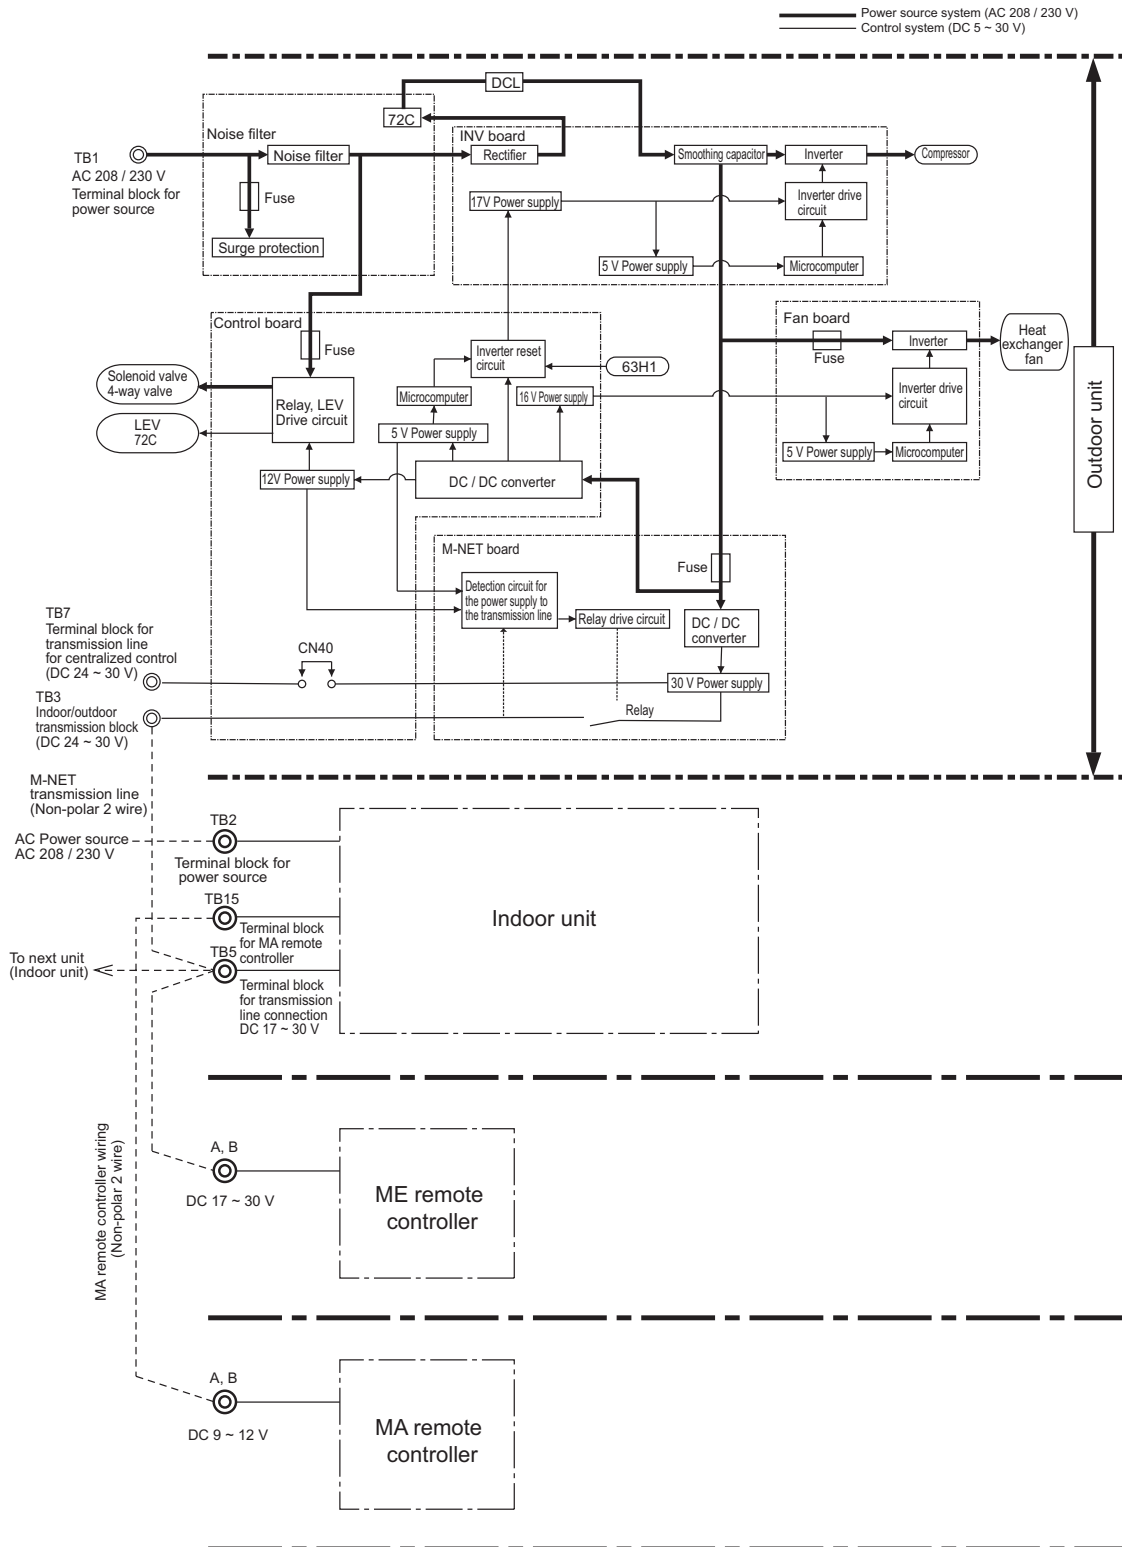 Power source system (AC 208 / 230 V)
Control system (DC 5 ~ 30 V)
DCL
72C
Noise filter
INV board
TB1
AC 208 / 230 V
Terminal block for
power source
Noise filter
Rectifier
Smoothing capacitor
Inverter
Compressor
Fuse
17V Power supply
Inverter drive
circuit
Surge protection
5 V Power supply
Microcomputer
Control board
Fan board
Fuse
Inverter reset
circuit
63H1
Fuse
Inverter
Heat
exchanger
fan
Solenoid valve
4-way valve
Relay, LEV
Drive circuit
Microcomputer
16 V Power supply
Inverter drive
circuit
LEV
72C
5 V Power supply
5 V Power supply
Microcomputer
12V Power supply
DC / DC converter
Outdoor unit
M-NET board
Fuse
Detection circuit for
the power supply to
the transmission line
Relay drive circuit
DC / DC
converter
TB7
Terminal block for
transmission line
for centralized control
(DC 24 ~ 30 V)
CN40
30 V Power supply
TB3
Indoor/outdoor
transmission block
(DC 24 ~ 30 V)
Relay
M-NET
transmission line
(Non-polar 2 wire)
AC Power source
AC 208 / 230 V
TB2
Terminal block for
power source
TB15
Terminal block
for MA remote
controller
Indoor unit
To next unit
(Indoor unit)
TB5
Terminal block
for transmission
line connection
DC 17 ~ 30 V
MA remote controller wiring
(Non-polar 2 wire)
A, B
DC 17 ~ 30 V
ME remote
controller
A, B
DC 9 ~ 12 V
MA remote
controller